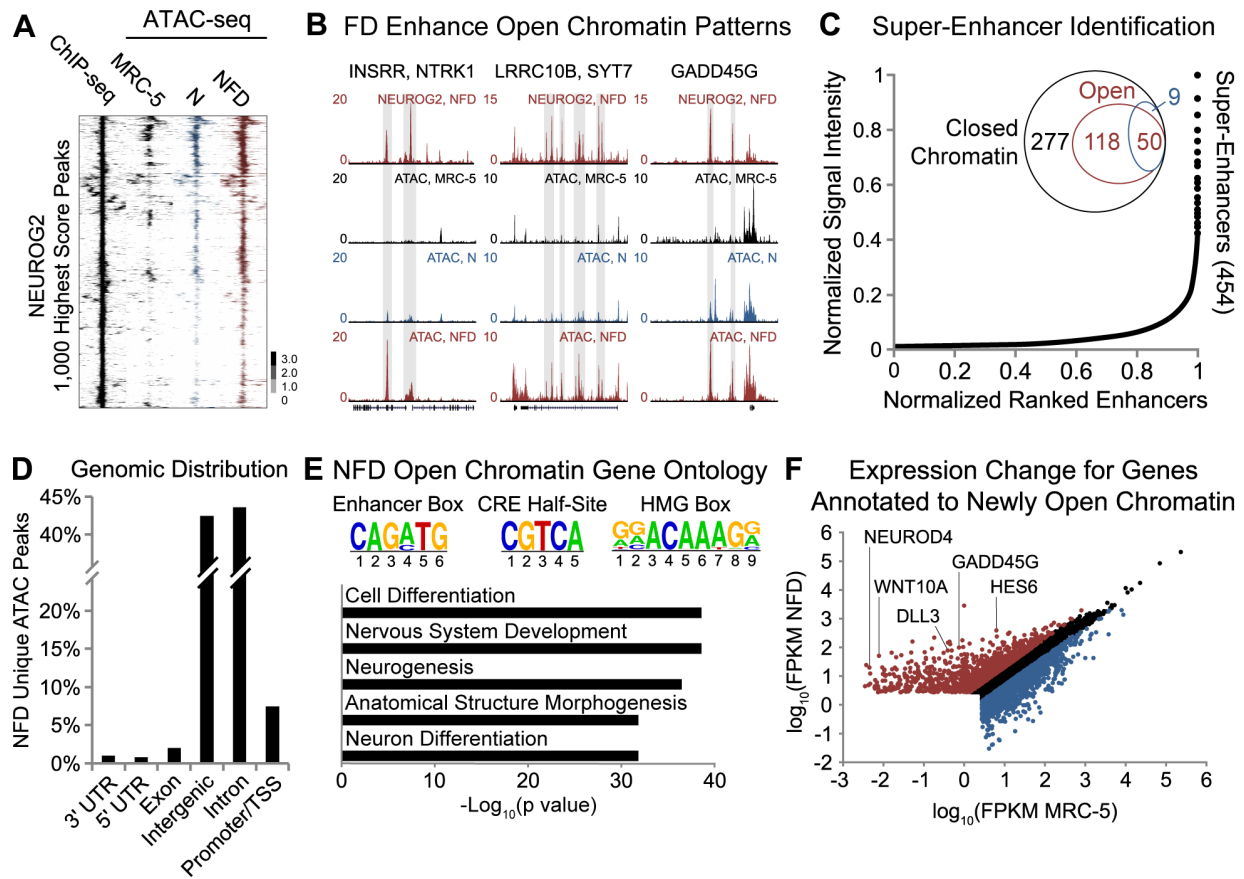 A
ATAC-seq
ChIP-seq
MRC-5
N
NFD
NEUROG2
1,000 Highest Score Peaks
3.0
2.0
1.0
0
B FD Enhance Open Chromatin Patterns
INSRR, NTRK1
LRRC10B, SYT7
GADD45G
20
NEUROG2, NFD
0
15
NEUROG2, NFD
0
NEUROG2, NFD
20
ATAC, MRC-5
0
10
ATAC, MRC-5
0
ATAC, MRC-5
20
ATAC, N
0
10
ATAC, N
0
ATAC, N
20
ATAC, NFD
0
10
ATAC, NFD
0
ATAC, NFD
C Super-Enhancer Identification
Normalized Signal Intensity
1
0.8
0.6
0.4
0.2
0
0 0.2 0.4 0.6 0.8 1
Normalized Ranked Enhancers
Super-Enhancers (454)
Open
9
Closed
Chromatin
277
118
50
D Genomic Distribution
NFD Unique ATAC Peaks
45%
40%
20%
15%
10%
5%
0%
3' UTR
5' UTR
Exon
Intergenic
Intron
Promoter/TSS
E NFD Open Chromatin Gene Ontology
Enhancer Box
CAGATG
C
1 2 3 4 5 6
CRE Half-Site
CGTCA
1 2 3 4 5
HMG Box
GGACAAAGG
1 2 3 4 5 6 7 8 9
Cell Differentiation
Nervous System Development
Neurogenesis
Anatomical Structure Morphogenesis
Neuron Differentiation
0 10 20 30 40
-Log10(p value)
F Expression Change for Genes
Annotated to Newly Open Chromatin
NEUROD4
WNT10A
DLL3
GADD45G
HES6
log10(FPKM NFD)
6
5
4
3
2
1
0
-1
-2
-3 -2 -1 0 1 2 3 4 5 6
log10(FPKM MRC-5)